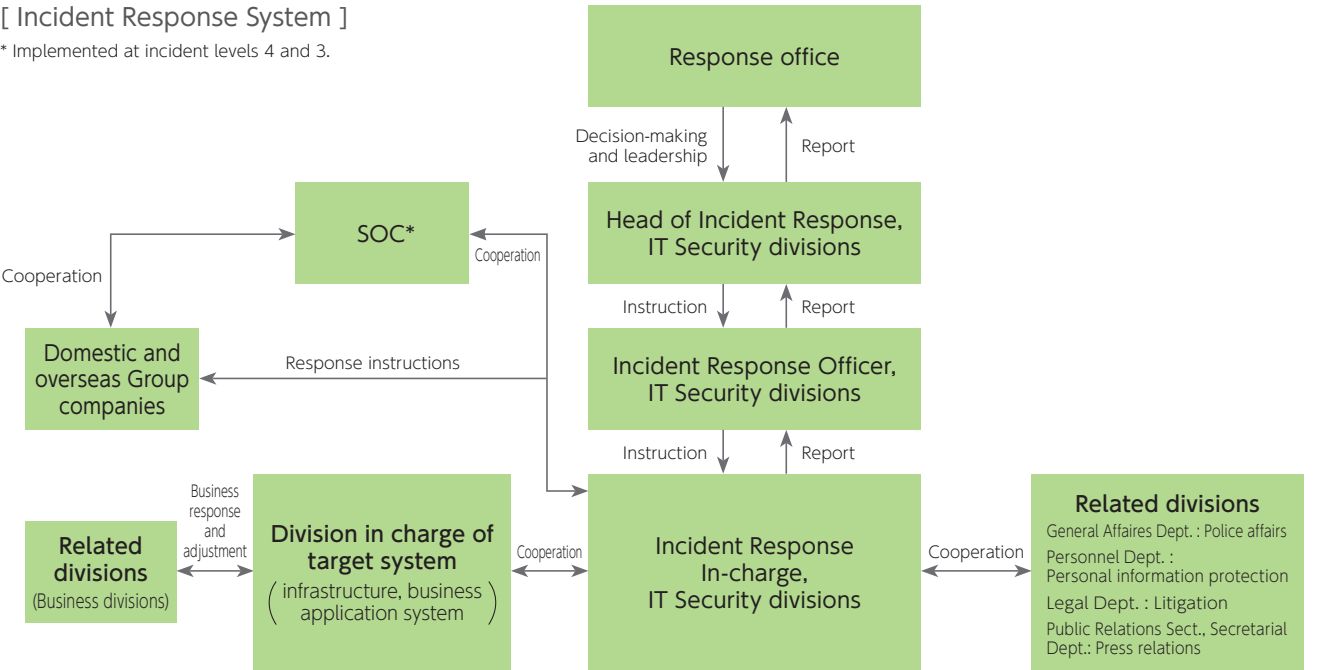 [ Incident Response System ]
* Implemented at incident levels 4 and 3.
Response office
Decision-making
and leadership
Report
Head of Incident Response,
IT Security divisions
SOC*
Cooperation
Cooperation
Instruction
Report
Domestic and
overseas Group
companies
Response instructions
Incident Response Officer,
IT Security divisions
Instruction
Report
Related
divisions
(Business divisions)
Business
response
and
adjustment
Division in charge of
target system
(infrastructure, business
application system)
Cooperation
Incident Response
In-charge,
IT Security divisions
Cooperation
Related divisions
General Affaires Dept. : Police affairs
Personnel Dept. :
Personal information protection
Legal Dept. : Litigation
Public Relations Sect., Secretarial
Dept.: Press relations